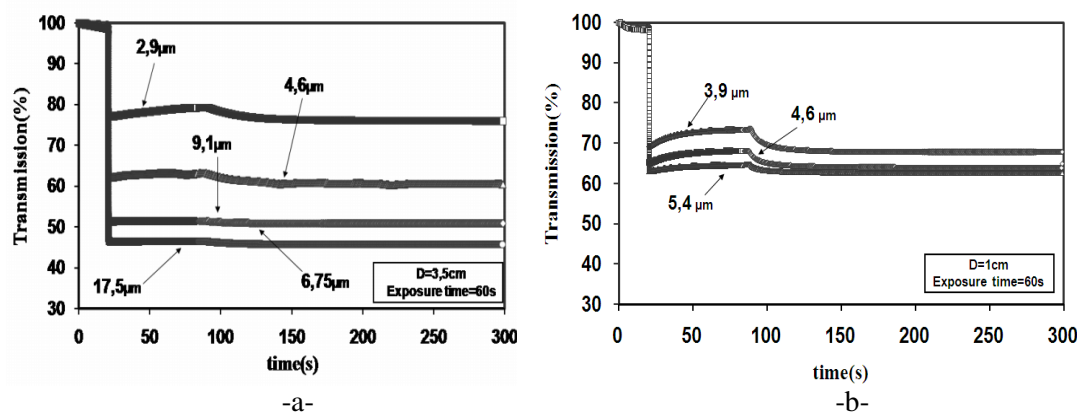 Transmission(%)
100
90
80
70
60
50
40
30
2,9µm
4,6µm
9,1µm
6,75µm
17,5µm
D=3,5cm
Exposure time=60s
0
50
100
150
200
250
300
time(s)
-a-
Transmission(%)
100
90
80
70
60
50
40
30
3,9 µm
4,6 µm
5,4 µm
D=1cm
Exposure time=60s
0
50
100
150
200
250
300
time(s)
-b-